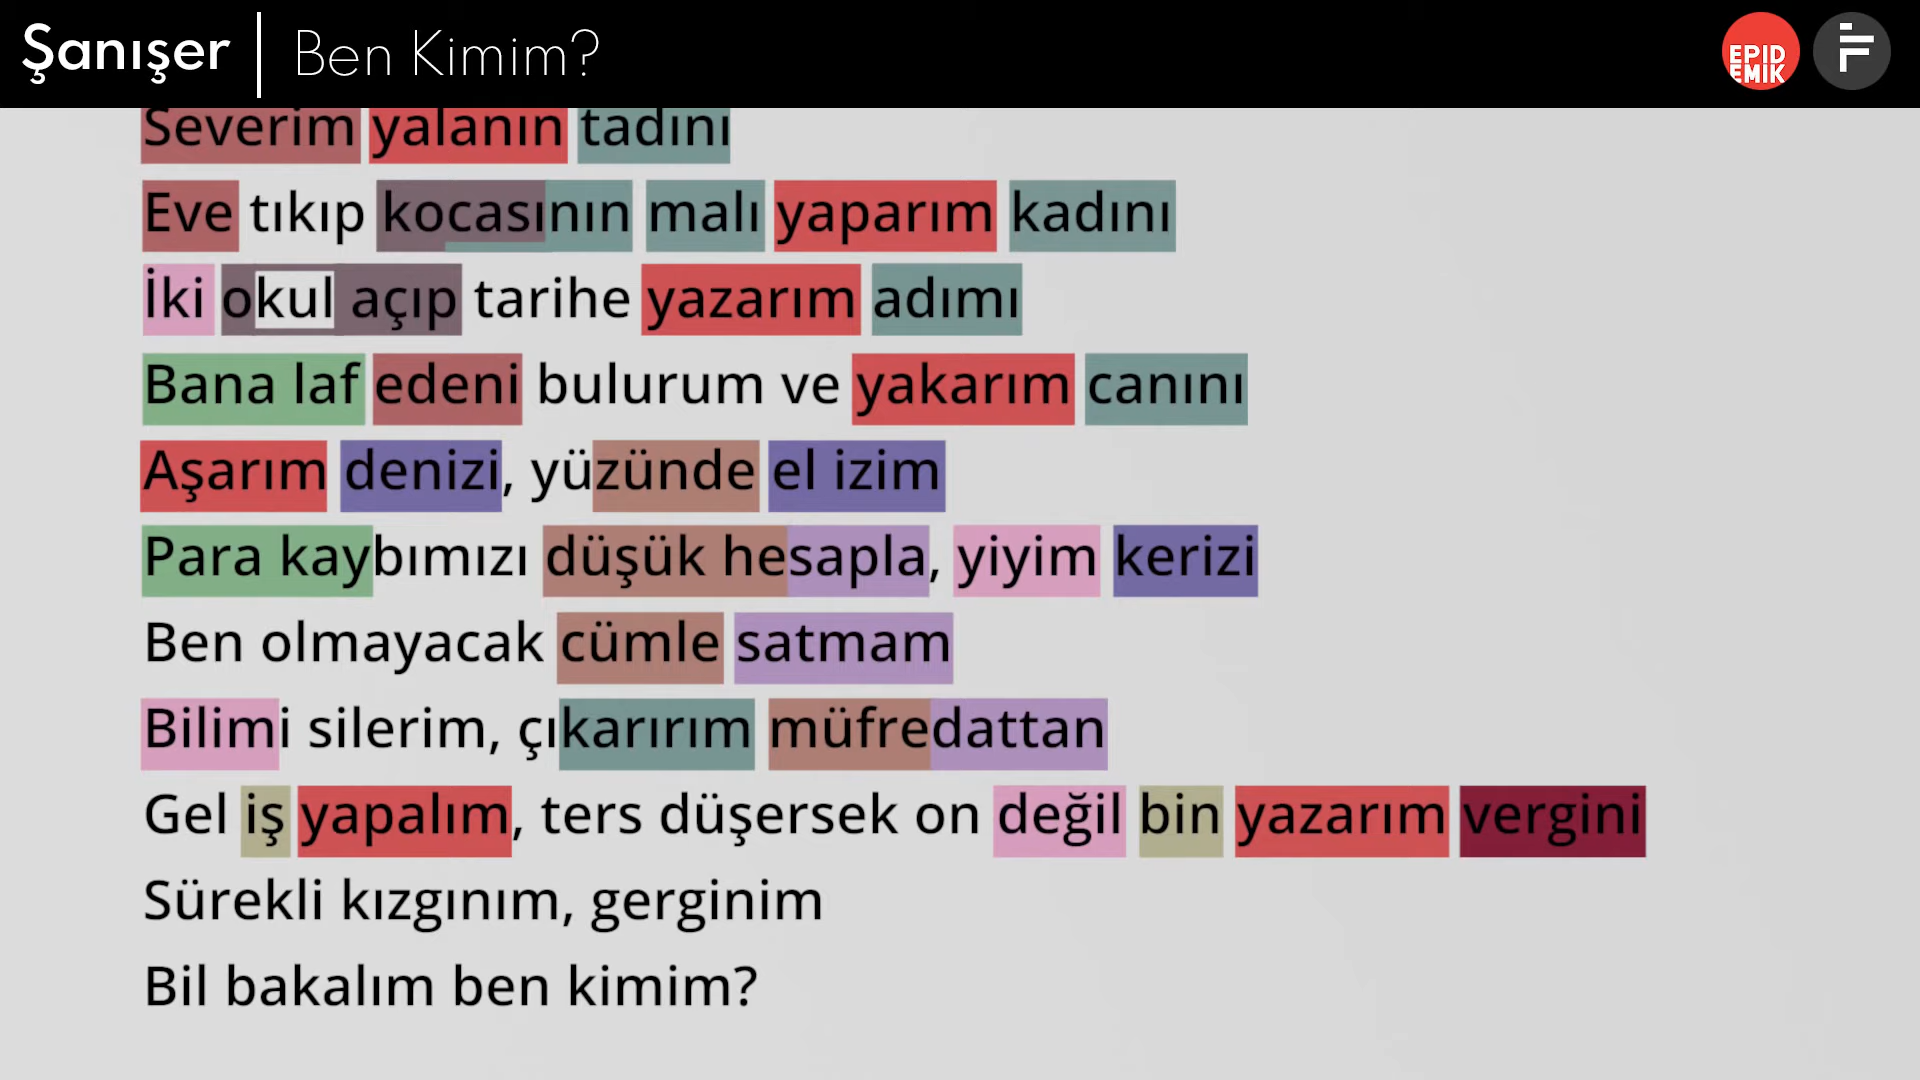 Şanışer | Ben Kimim?
EPID
EMIK
Severim yalanın tadını
Eve tıkıp kocasının malı yaparım kadını
İki okul açıp tarihe yazarım adımı
Bana laf edeni bulurum ve yakarım canını
Aşarım denizi, yüzünde el izim
Para kaybımızı düşük hesapla, yiyim kerizi
Ben olmayacak cümle satmam
Bilimi silerim, çıkarırım müfredattan
Gel iş yapalım, ters düşersek on değil bin yazarım vergini
Sürekli kızgınım, gerginim
Bil bakalım ben kimim?